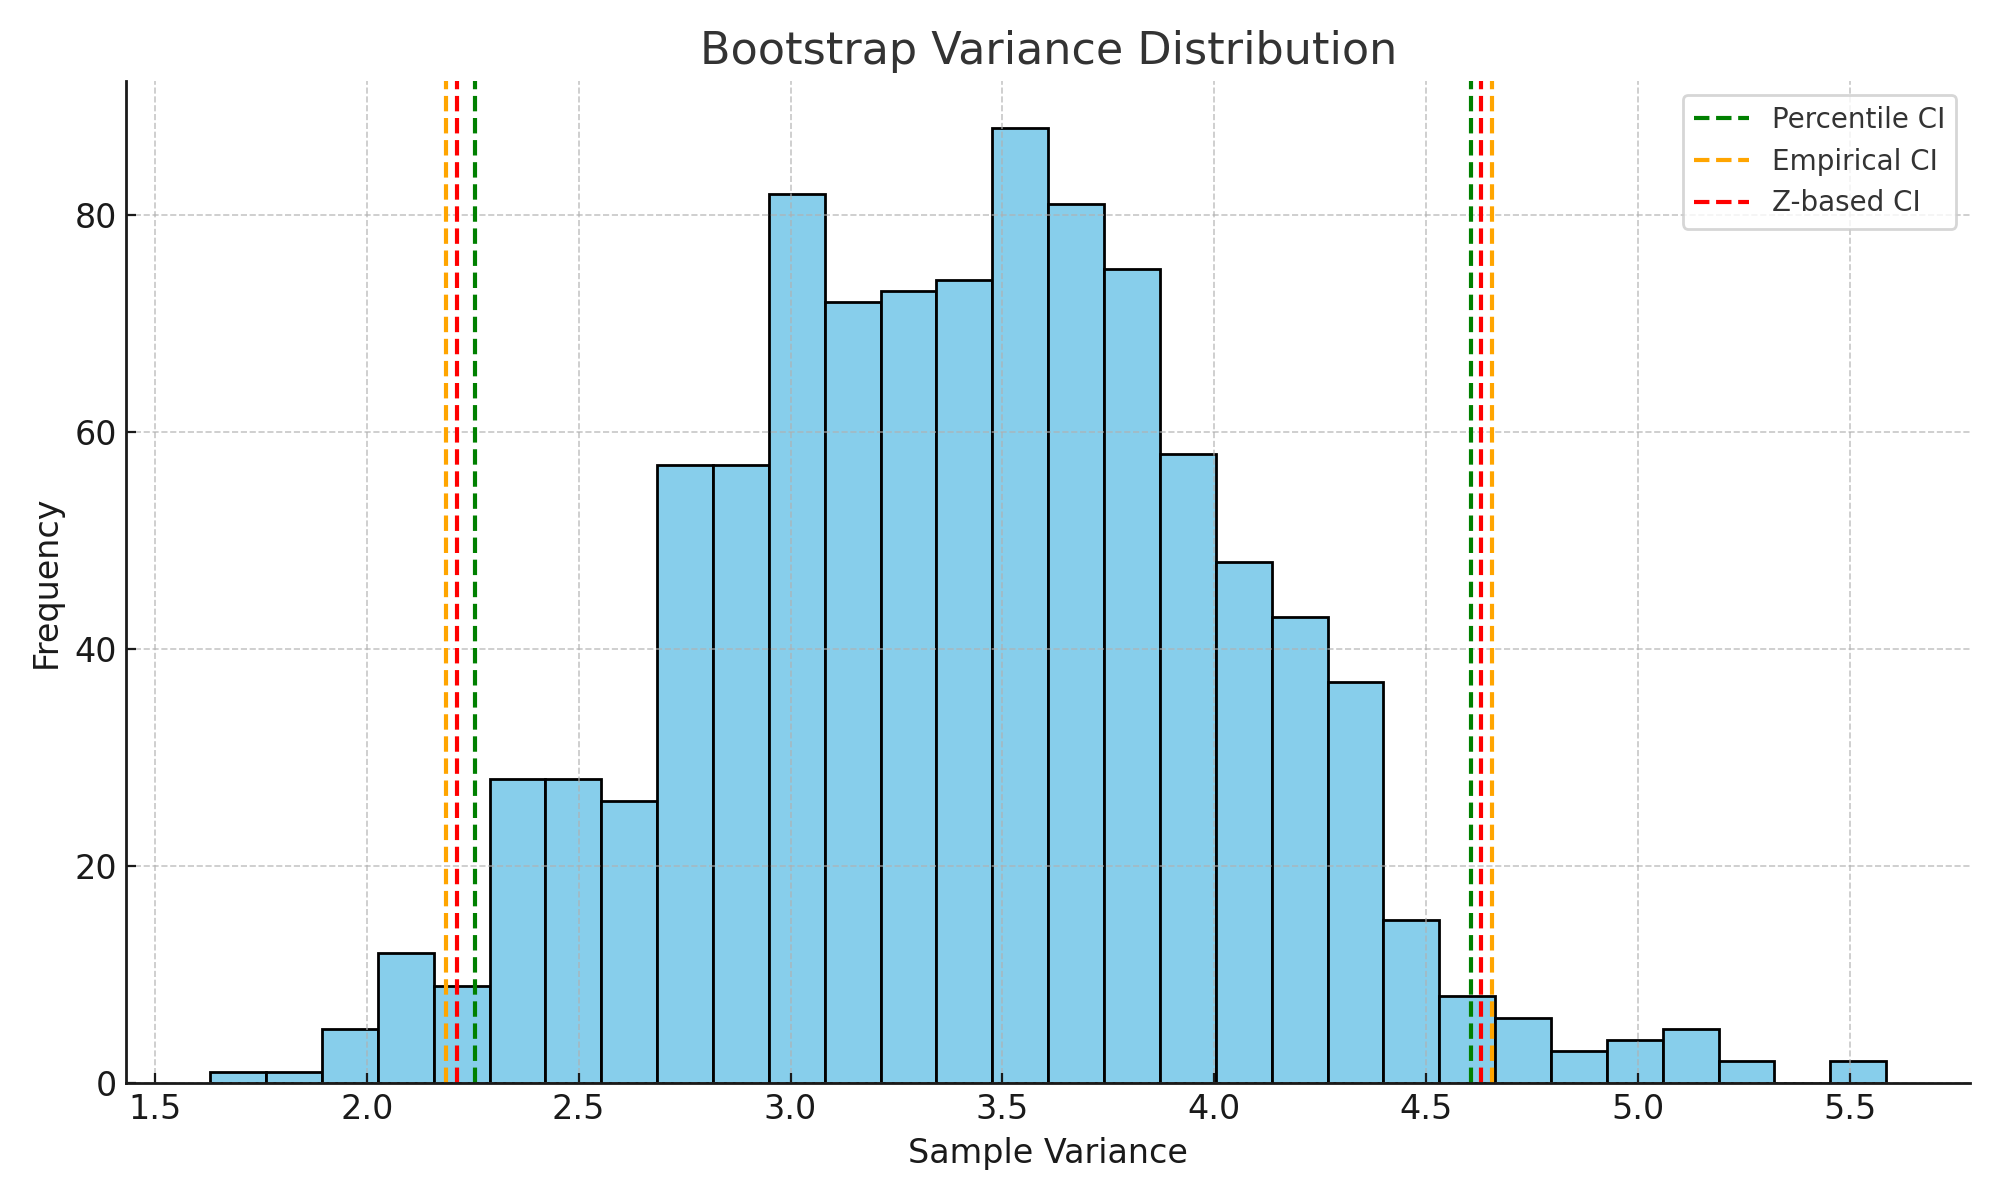 Bootstrap Variance Distribution
Percentile CI
Empirical CI
Z-based CI
Frequency
80
60
40
20
0
1.5 2.0 2.5 3.0 3.5 4.0 4.5 5.0 5.5
Sample Variance